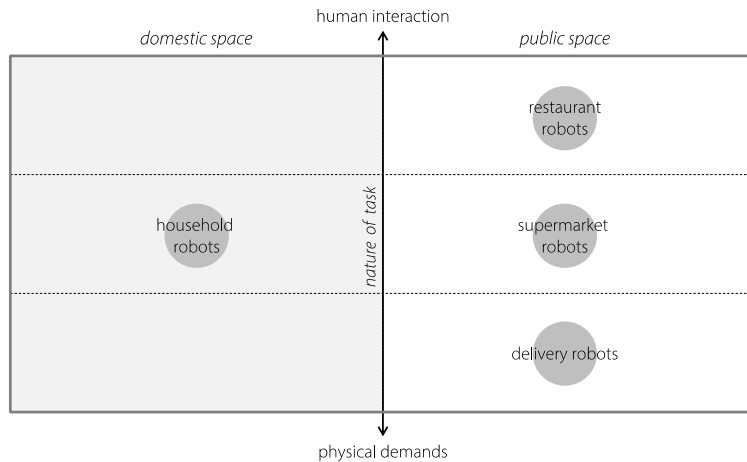 human interaction
domestic space
public space
restaurant
robots
nature of task
household
robots
supermarket
robots
delivery robots
physical demands